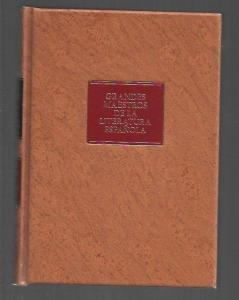 GRANDES
MAESTROS
DE LA
LITERATURA
ESPAÑOLA